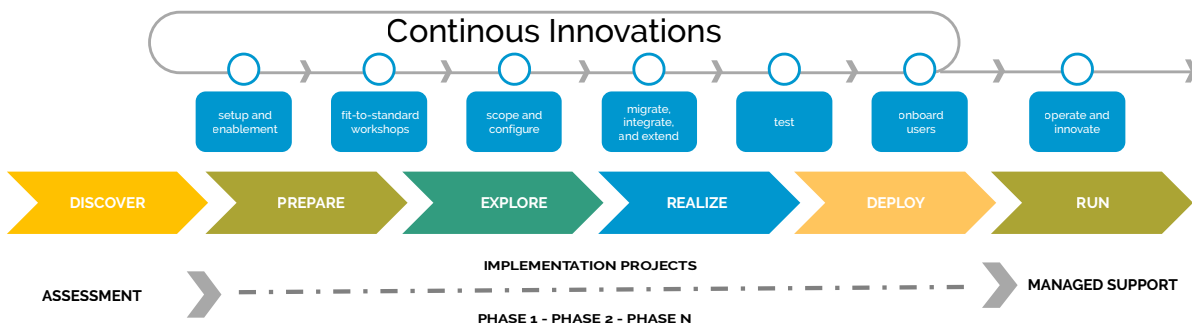 Continous Innovations
setup and
enablement
fit-to-standard
workshops
scope and
configure
migrate,
integrate,
and extend
test
onboard
users
operate and
innovate
DISCOVER
PREPARE
EXPLORE
REALIZE
DEPLOY
RUN
ASSESSMENT
IMPLEMENTATION PROJECTS
PHASE 1 - PHASE 2 - PHASE N
MANAGED SUPPORT